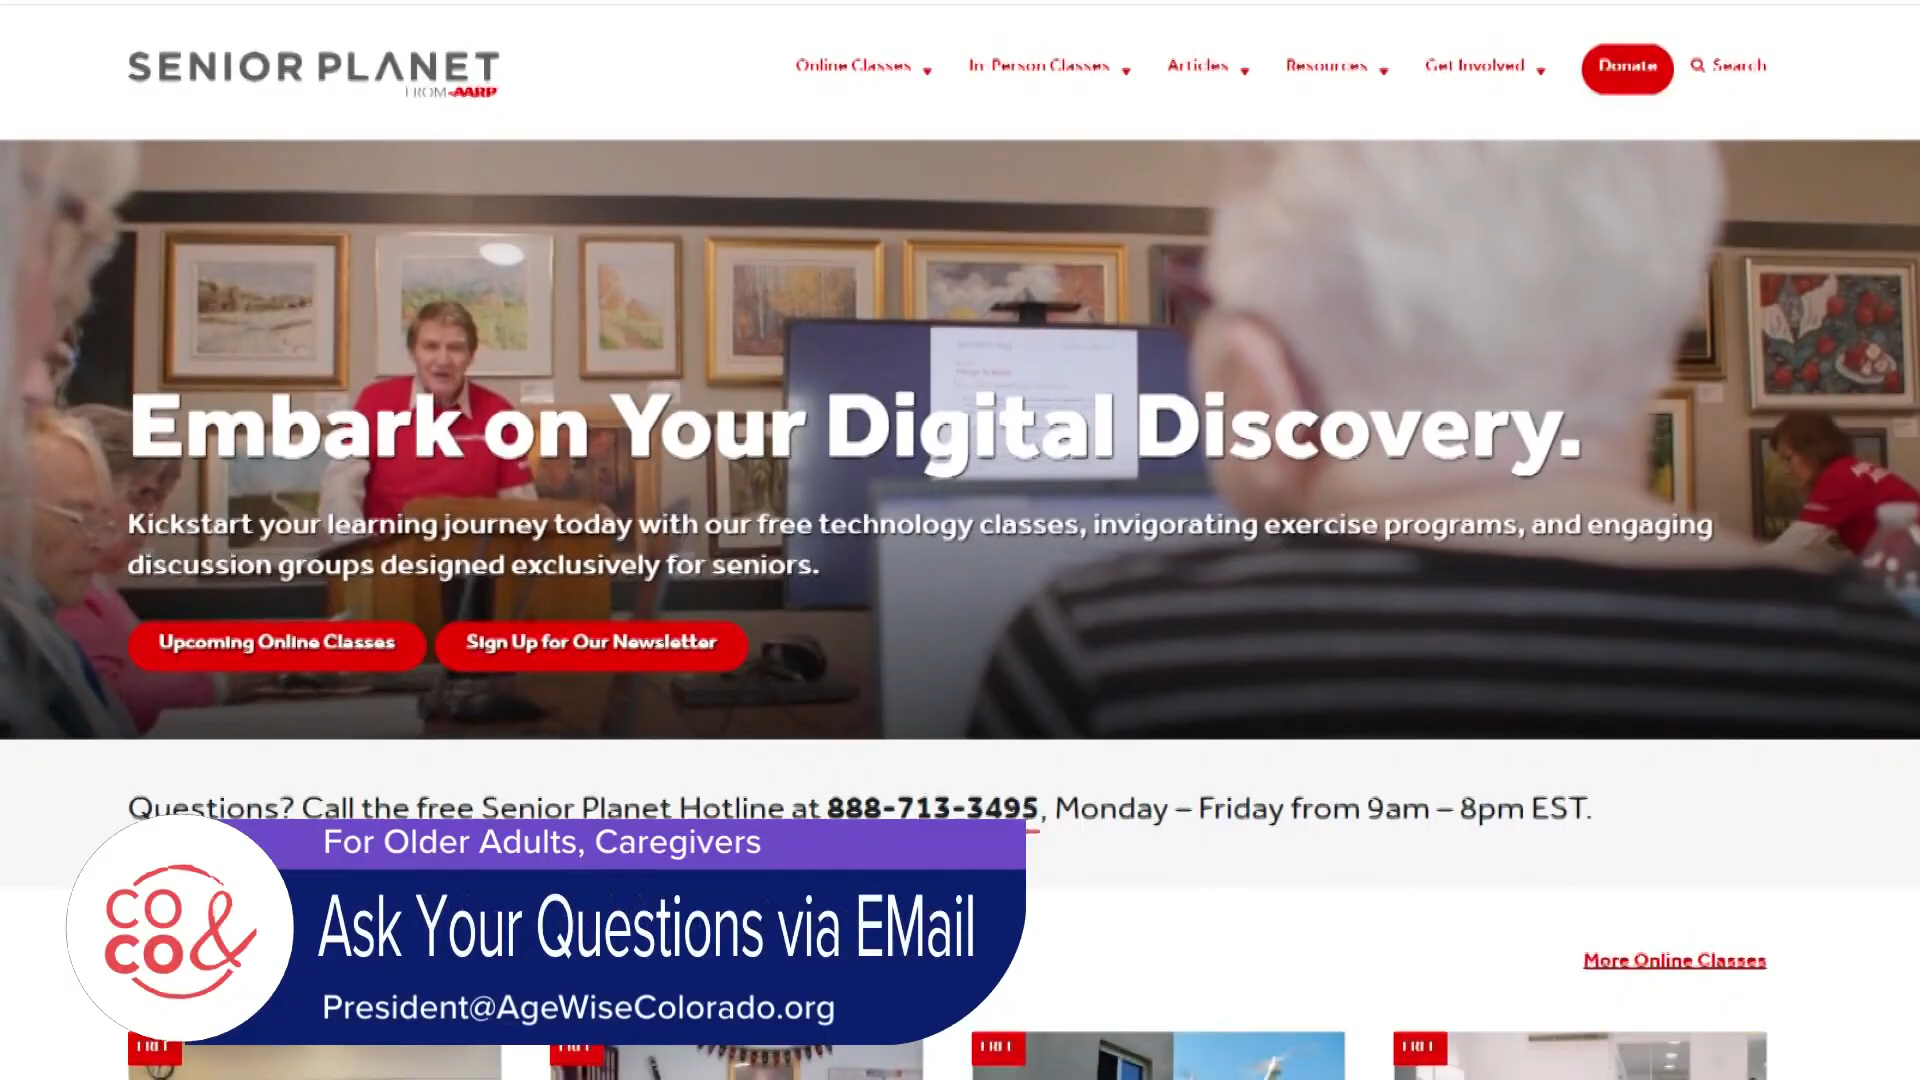 SENIOR PLANET
FROM AARP
Online Classes
In-Person Classes
Articles
Resources
Get Involved
Donate
Search
Embark on Your Digital Discovery.
Kickstart your learning journey today with our free technology classes, invigorating exercise programs, and engaging
discussion groups designed exclusively for seniors.
Upcoming Online Classes
Sign Up for Our Newsletter
Questions? Call the free Senior Planet Hotline at 888-713-3495, Monday – Friday from 9am – 8pm EST.
For Older Adults, Caregivers
CO
CO&
Ask Your Questions via EMail
President@AgeWiseColorado.org
More Online Classes
FREE
FREE
FREE
FREE